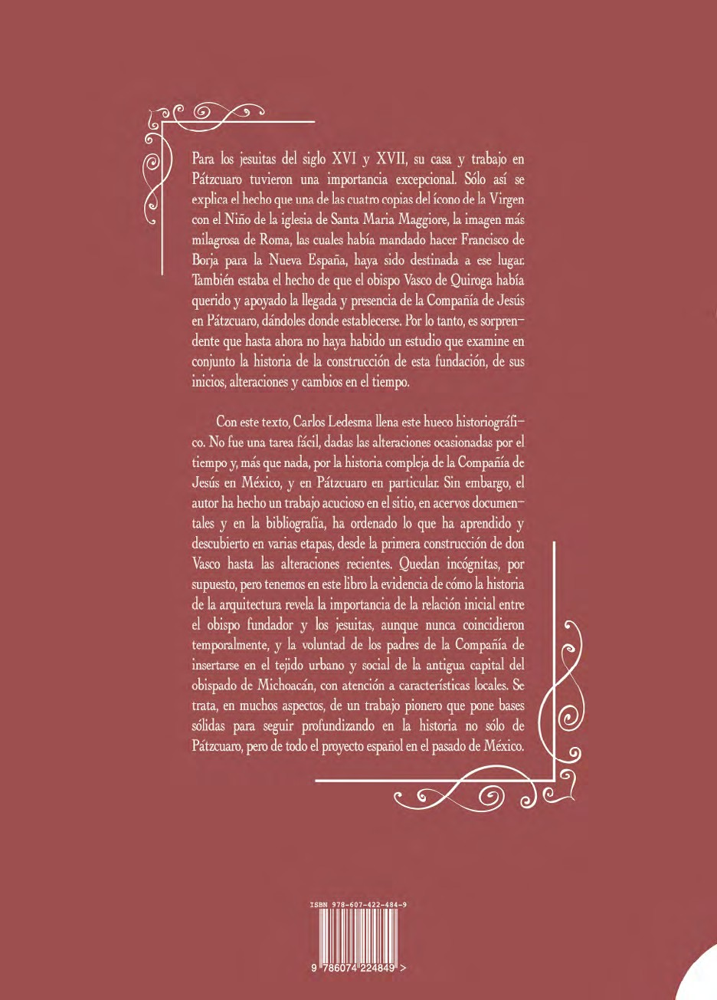 Para los jesuitas del siglo XVI y XVII, su casa y trabajo en
Pátzcuaro tuvieron una importancia excepcional. Sólo así se
explica el hecho que una de las cuatro copias del ícono de la Virgen
con el Niño de la iglesia de Santa Maria Maggiore, la imagen más
milagrosa de Roma, las cuales había mandado hacer Francisco de
Borja para la Nueva España, haya sido destinada a ese lugar.
También estaba el hecho de que el obispo Vasco de Quiroga había
querido y apoyado la llegada y presencia de la Compañía de Jesús
en Pátzcuaro, dándoles donde establecerse. Por lo tanto, es sorpren-
dente que hasta ahora no haya habido un estudio que examine en
conjunto la historia de la construcción de esta fundación, de sus
inicios, alteraciones y cambios en el tiempo.
Con este texto, Carlos Ledesma llena este hueco historiográfi-
co. No fue una tarea fácil, dadas las alteraciones ocasionadas por el
tiempo y, más que nada, por la historia compleja de la Compañía de
Jesús en México, y en Pátzcuaro en particular. Sin embargo, el
autor ha hecho un trabajo acucioso en el sitio, en acervos documen-
tales y en la bibliografía, ha ordenado lo que ha aprendido y
descubierto en varias etapas, desde la primera construcción de don
Vasco hasta las alteraciones recientes. Quedan incógnitas, por
supuesto, pero tenemos en este libro la evidencia de cómo la historia
de la arquitectura revela la importancia de la relación inicial entre
el obispo fundador y los jesuitas, aunque nunca coincidieron
temporalmente, y la voluntad de los padres de la Compañía de
insertarse en el tejido urbano y social de la antigua capital del
obispado de Michoacán, con atención a características locales. Se
trata, en muchos aspectos, de un trabajo pionero que pone bases
sólidas para seguir profundizando en la historia no sólo de
Pátzcuaro, pero de todo el proyecto español en el pasado de México.
ISBN 978-607-422-484-9
9 786074 224849 >